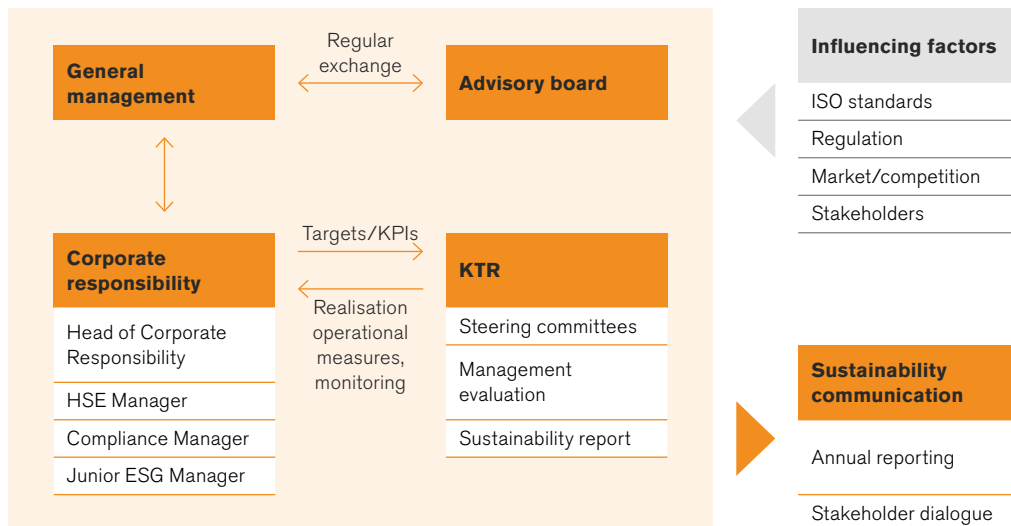 General
management
Regular
exchange
Advisory board
Corporate
responsibility
Head of Corporate
Responsibility
HSE Manager
Compliance Manager
Junior ESG Manager
Targets/KPIs
Realisation
operational
measures,
monitoring
KTR
Steering committees
Management
evaluation
Sustainability report
Influencing factors
ISO standards
Regulation
Market/competition
Stakeholders
Sustainability
communication
Annual reporting
Stakeholder dialogue